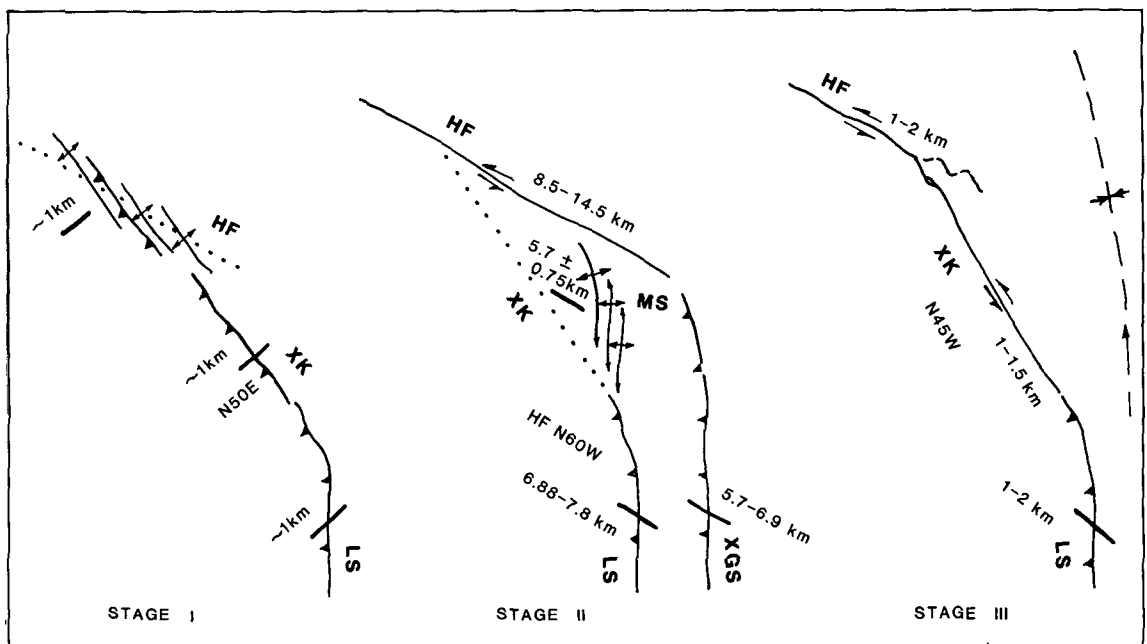 ~1km
HF
~1km
XK
N50E
~1km
LS
STAGE I
HF
8.5-14.5 km
5.7 ±
0.75km
XK
MS
HF N60W
6.88-7.8 km
5.7-6.9 km
LS
XGS
STAGE II
HF
1-2 km
XK
N45W
1-1.5km
1-2 km
LS
STAGE III